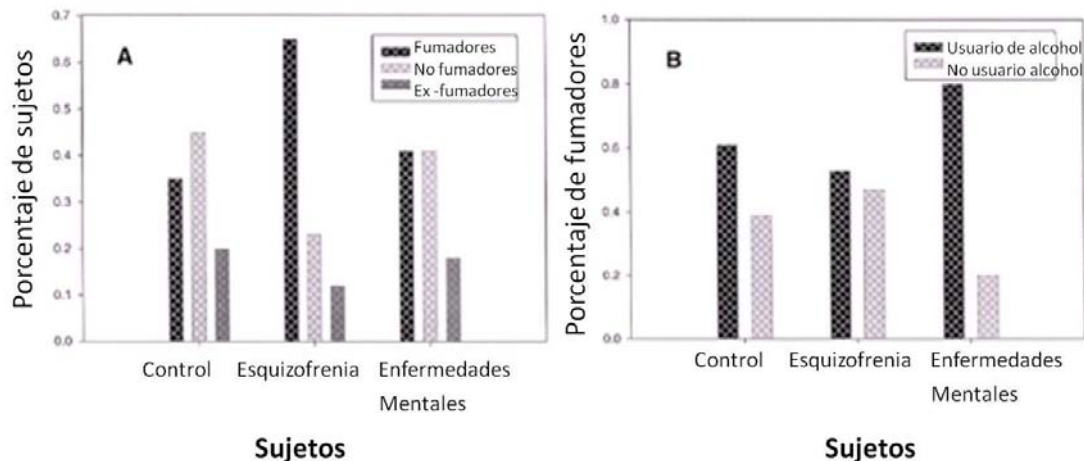 A
Fumadores
No fumadores
Ex -fumadores
Porcentaje de sujetos
0.7
0.6
0.5
0.4
0.3
0.2
0.1
0.0
Control
Esquizofrenia
Enfermedades
Mentales
Sujetos
B
Usuario de alcohol
No usuario alcohol
Porcentaje de fumadores
1.0
0.8
0.6
0.4
0.2
0.0
Control
Esquizofrenia
Enfermedades
Mentales
Sujetos